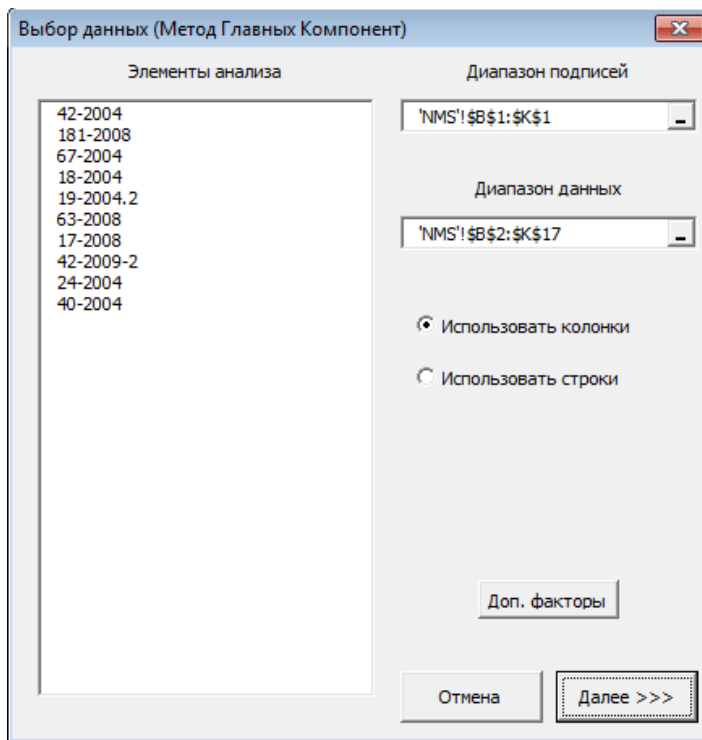 Выбор данных (Метод Главных Компонент)
Элементы анализа
42-2004
181-2008
67-2004
18-2004
19-2004.2
63-2008
17-2008
42-2009-2
24-2004
40-2004
Диапазон подписей
'NMS'!$B$1:$K$1
Диапазон данных
'NMS'!$B$2:$K$17
Использовать колонки
Использовать строки
Доп. факторы
Отмена
Далее >>>